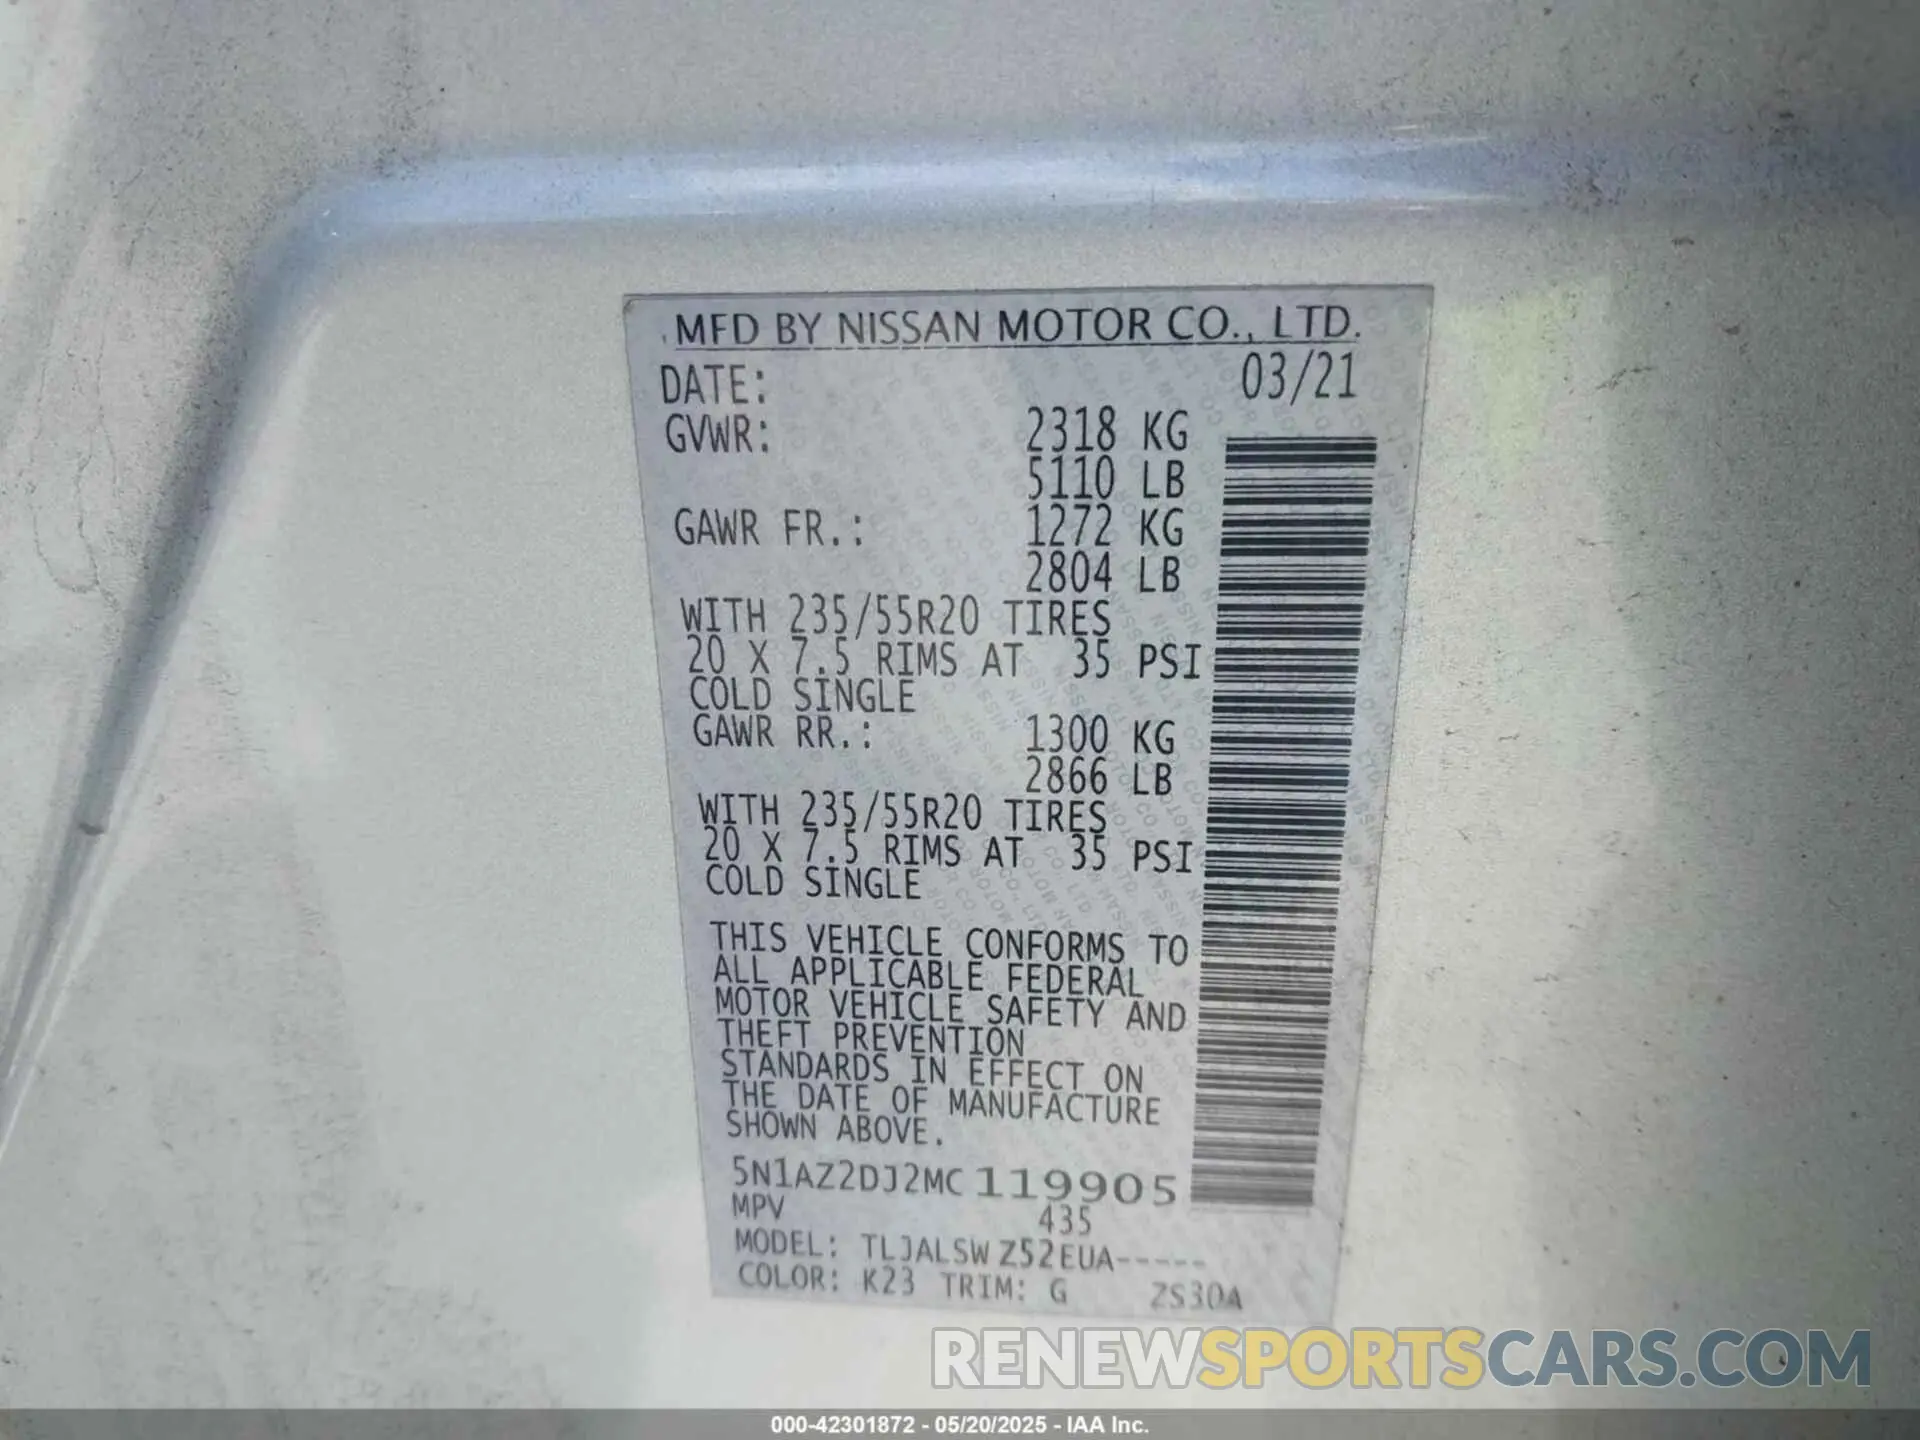 MFD BY NISSAN MOTOR CO., LTD.
DATE: 03/21
GVWR: 2318 KG
5110 LB
GAWR FR.: 1272 KG
2804 LB
WITH 235/55R20 TIRES
20 X 7.5 RIMS AT 35 PSI
COLD SINGLE
GAWR RR.: 1300 KG
2866 LB
WITH 235/55R20 TIRES
20 X 7.5 RIMS AT 35 PSI
COLD SINGLE
THIS VEHICLE CONFORMS TO
ALL APPLICABLE FEDERAL
MOTOR VEHICLE SAFETY AND
THEFT PREVENTION
STANDARDS IN EFFECT ON
THE DATE OF MANUFACTURE
SHOWN ABOVE.
5N1AZ2DJ2MC119905
MPV 435
MODEL: TLJALSWZ52EUA-----
COLOR: K23 TRIM: G ZS30A
RENEWSPORTSCARS.COM
000-42301872 - 05/20/2025 - IAA Inc.